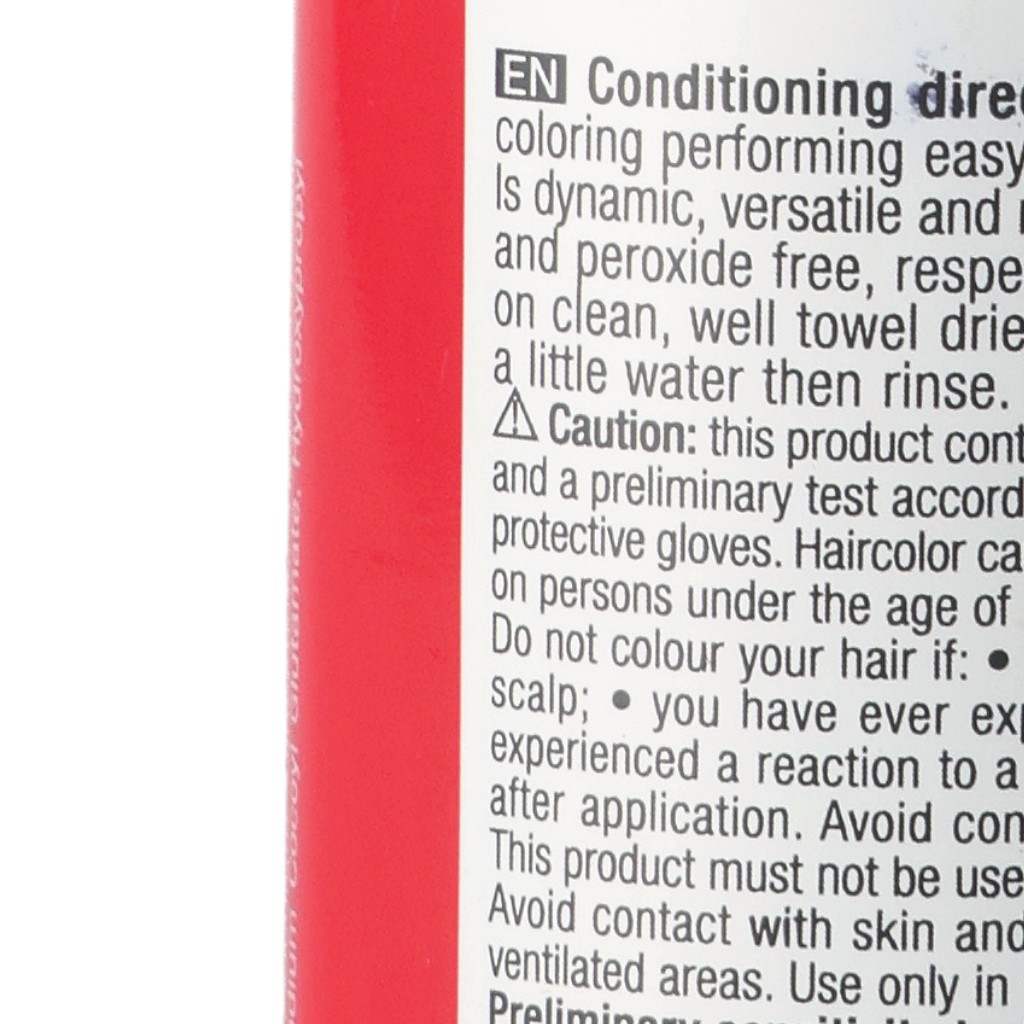 EN Conditioning direc
coloring performing easy
Is dynamic, versatile and
and peroxide free, respe
on clean, well towel drie
a little water then rinse.
⚠ Caution: this product cont
and a preliminary test accord
protective gloves. Haircolor ca
on persons under the age of
Do not colour your hair if: •
scalp; • you have ever exp
experienced a reaction to a
after application. Avoid con
This product must not be use
Avoid contact with skin and
ventilated areas. Use only in
Preliminary
dium Cocoyl Glutamate, Hydroxypropyl